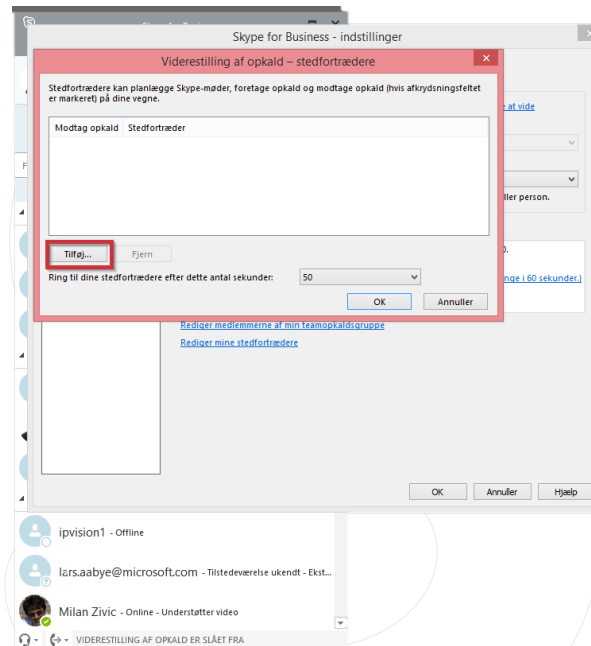 Skype for Business - indstillinger
Viderestilling af opkald – stedfortrædere
Stedfortrædere kan planlægge Skype-møder, foretage opkald og modtage opkald (hvis afkrydsningsfeltet
er markeret) på dine vegne.
at vide
Modtag opkald Stedfortræder
ller person.
Tilføj...
Fjern
Ring til dine stedfortrædere efter dette antal sekunder:
50
nge i 60 sekunder.)
OK
Annuller
Rediger medlemmerne af min teamopkaldsgruppe
Rediger mine stedfortrædere
OK
Annuller
Hjælp
ipvision1 - Offline
lars.aabye@microsoft.com - Tilstedeværelse ukendt - Ekst...
Milan Zivic - Online - Understøtter video
VIDERESTILLING AF OPKALD ER SLÅET FRA